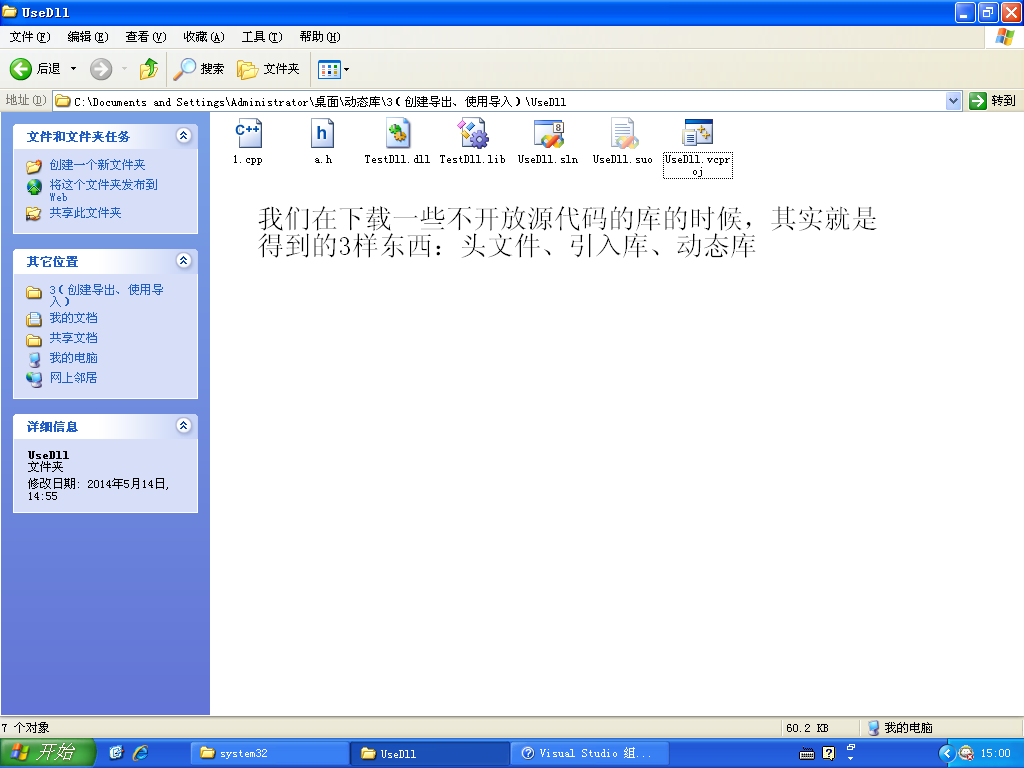 UseDll
文件(F) 编辑(E) 查看(V) 收藏(A) 工具(T) 帮助(H)
后退 搜索 文件夹
地址(D) C:\Documents and Settings\Administrator\桌面\动态库\3(创建导出、使用导入)\UseDll 转到
文件和文件夹任务
创建一个新文件夹
将这个文件夹发布到
Web
共享此文件夹
其它位置
3(创建导出、使用导
入)
我的文档
共享文档
我的电脑
网上邻居
详细信息
UseDll
文件夹
修改日期: 2014年5月14日,
14:55
C++ h
1.cpp a.h TestDll.dll TestDll.lib UseDll.sln UseDll.suo UseDll.vcpr
oj
我们在下载一些不开放源代码的库的时候，其实就是
得到的3样东西：头文件、引入库、动态库
7 个对象 60.2 KB 我的电脑
开始 system32 UseDll Visual Studio 组... 15:00